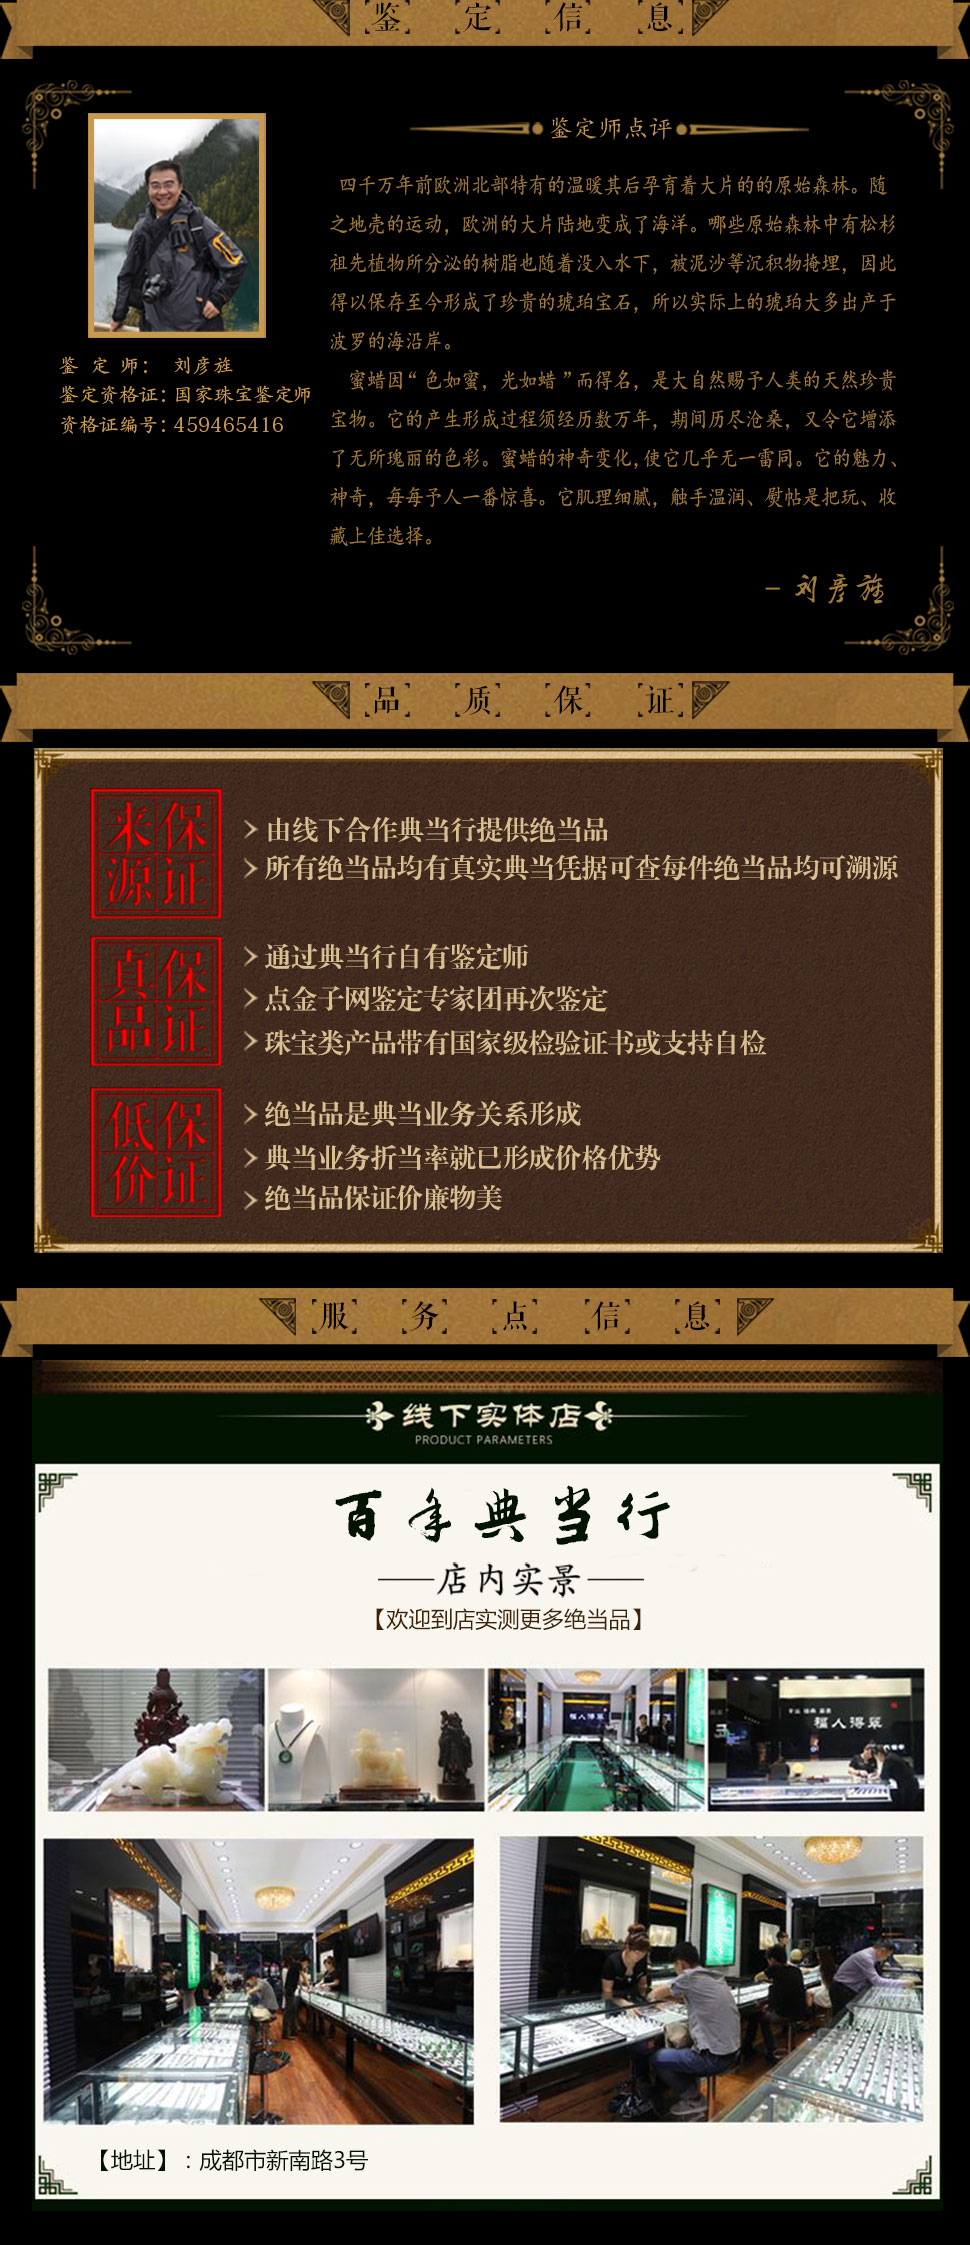 鉴定信息
鉴定师点评
四千万年前欧洲北部特有的温暖其后孕育着大片的的原始森林。随
之地壳的运动，欧洲的大片陆地变成了海洋。哪些原始森林中有松杉
祖先植物所分泌的树脂也随着没入水下，被泥沙等沉积物掩埋，因此
得以保存至今形成了珍贵的琥珀宝石，所以实际上的琥珀大多出产于
波罗的海沿岸。
蜜蜡因“色如蜜，光如蜡”而得名，是大自然赐予人类的天然珍贵
宝物。它的产生形成过程须经历数万年，期间历尽沧桑，又令它增添
了无所瑰丽的色彩。蜜蜡的神奇变化,使它几乎无一雷同。它的魅力、
神奇，每每予人一番惊喜。它肌理细腻，触手温润、熨帖是把玩、收
藏上佳选择。
– 刘彦旌
鉴 定 师： 刘彦旌
鉴定资格证：国家珠宝鉴定师
资格证编号：459465416
品质保证
来源保证
由线下合作典当行提供绝当品
所有绝当品均有真实典当凭据可查每件绝当品均可溯源
真品保证
通过典当行自有鉴定师
点金子网鉴定专家团再次鉴定
珠宝类产品带有国家级检验证书或支持自检
低价保证
绝当品是典当业务关系形成
典当业务折当率就已形成价格优势
绝当品保证价廉物美
服务点信息
线下实体店
PRODUCT PARAMETERS
百年典当行
店内实景
【欢迎到店实测更多绝当品】
福人得翠
福人得翠
【地址】：成都市新南路3号